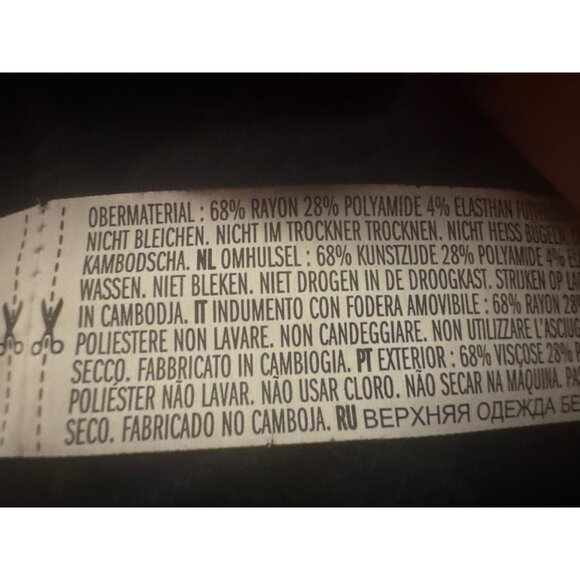 OBERMATERIAL : 68% RAYON 28% POLYAMIDE 4% ELASTHAN
NICHT BLEICHEN. NICHT IM TROCKNER TROCKNEN. NICHT HEISS BÜGELN.
KAMBODSCHA. NL OMHULSEL : 68% KUNSTZIJDE 28% POLYAMIDE 4%
WASSEN. NIET BLEKEN. NIET DROGEN IN DE DROOGKAST. STRIJKEN OP
IN CAMBODJA. IT INDUMENTO CON FODERA AMOVIBILE : 68% RAYON
POLIESTERE NON LAVARE. NON CANDEGGIARE. NON UTILIZZARE
SECCO. FABBRICATO IN CAMBIOGIA. PT EXTERIOR : 68% VISCOSE 28%
POLIÉSTER NÃO LAVAR. NÃO USAR CLORO. NÃO SECAR NA MÁQUINA.
SECO. FABRICADO NO CAMBOJA. RU ВЕРХНЯЯ ОДЕЖДА